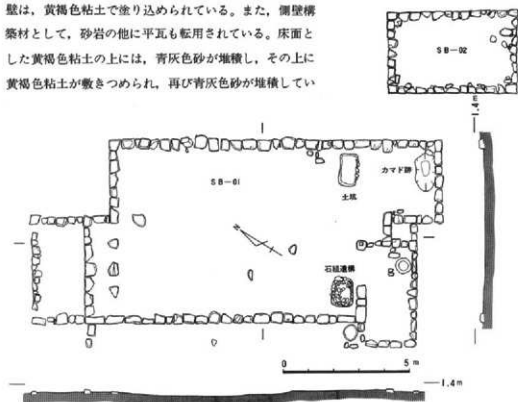 壁は，黄褐色粘土で塗り込められている。また，側壁構
築材として，砂岩の他に平瓦も転用されている。床面と
した黄褐色粘土の上には，青灰色砂が堆積し，その上に
黄褐色粘土が敷きつめられ，再び青灰色砂が堆積してい
SB-02
1.4m
SB-01
カマド跡
土坑
N
石組遺構
0 5m
1.4m